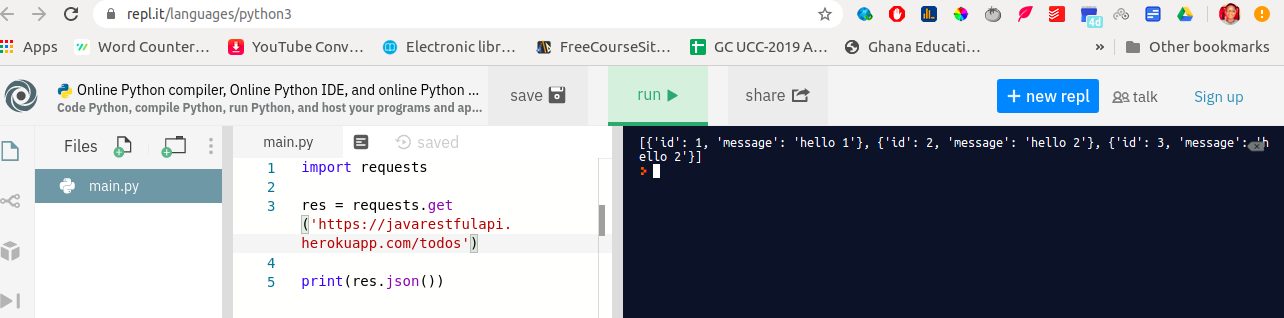 repl.it/languages/python3
4d
Apps
Word Counter...
YouTube Conv...
Electronic libr...
FreeCourseSit...
GC UCC-2019 A...
Ghana Educati...
»
Other bookmarks
Online Python compiler, Online Python IDE, and online Python ...
Code Python, compile Python, run Python, and host your programs and ap...
save
run
share
+ new repl
talk
Sign up
Files
main.py
main.py
saved
1 import requests
2
3 res = requests.get
('https://javarestfulapi.
herokuapp.com/todos')
4
5 print(res.json())
[{'id': 1, 'message': 'hello 1'}, {'id': 2, 'message': 'hello 2'}, {'id': 3, 'message': 'h
ello 2'}]
>